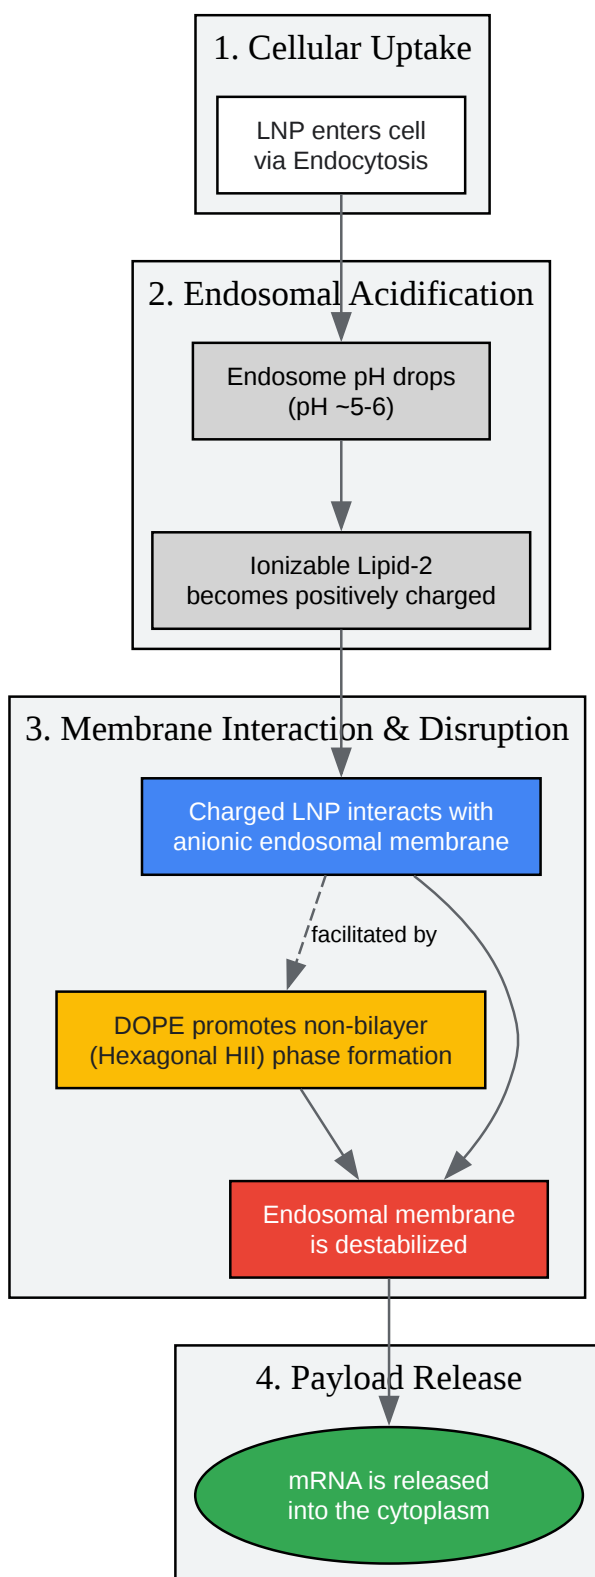 1. Cellular Uptake
LNP enters cell
via Endocytosis
2. Endosomal Acidification
Endosome pH drops
(pH ~5-6)
Ionizable Lipid-2
becomes positively charged
3. Membrane Interaction & Disruption
Charged LNP interacts with
anionic endosomal membrane
facilitated by
DOPE promotes non-bilayer
(Hexagonal HII) phase formation
Endosomal membrane
is destabilized
4. Payload Release
mRNA is released
into the cytoplasm